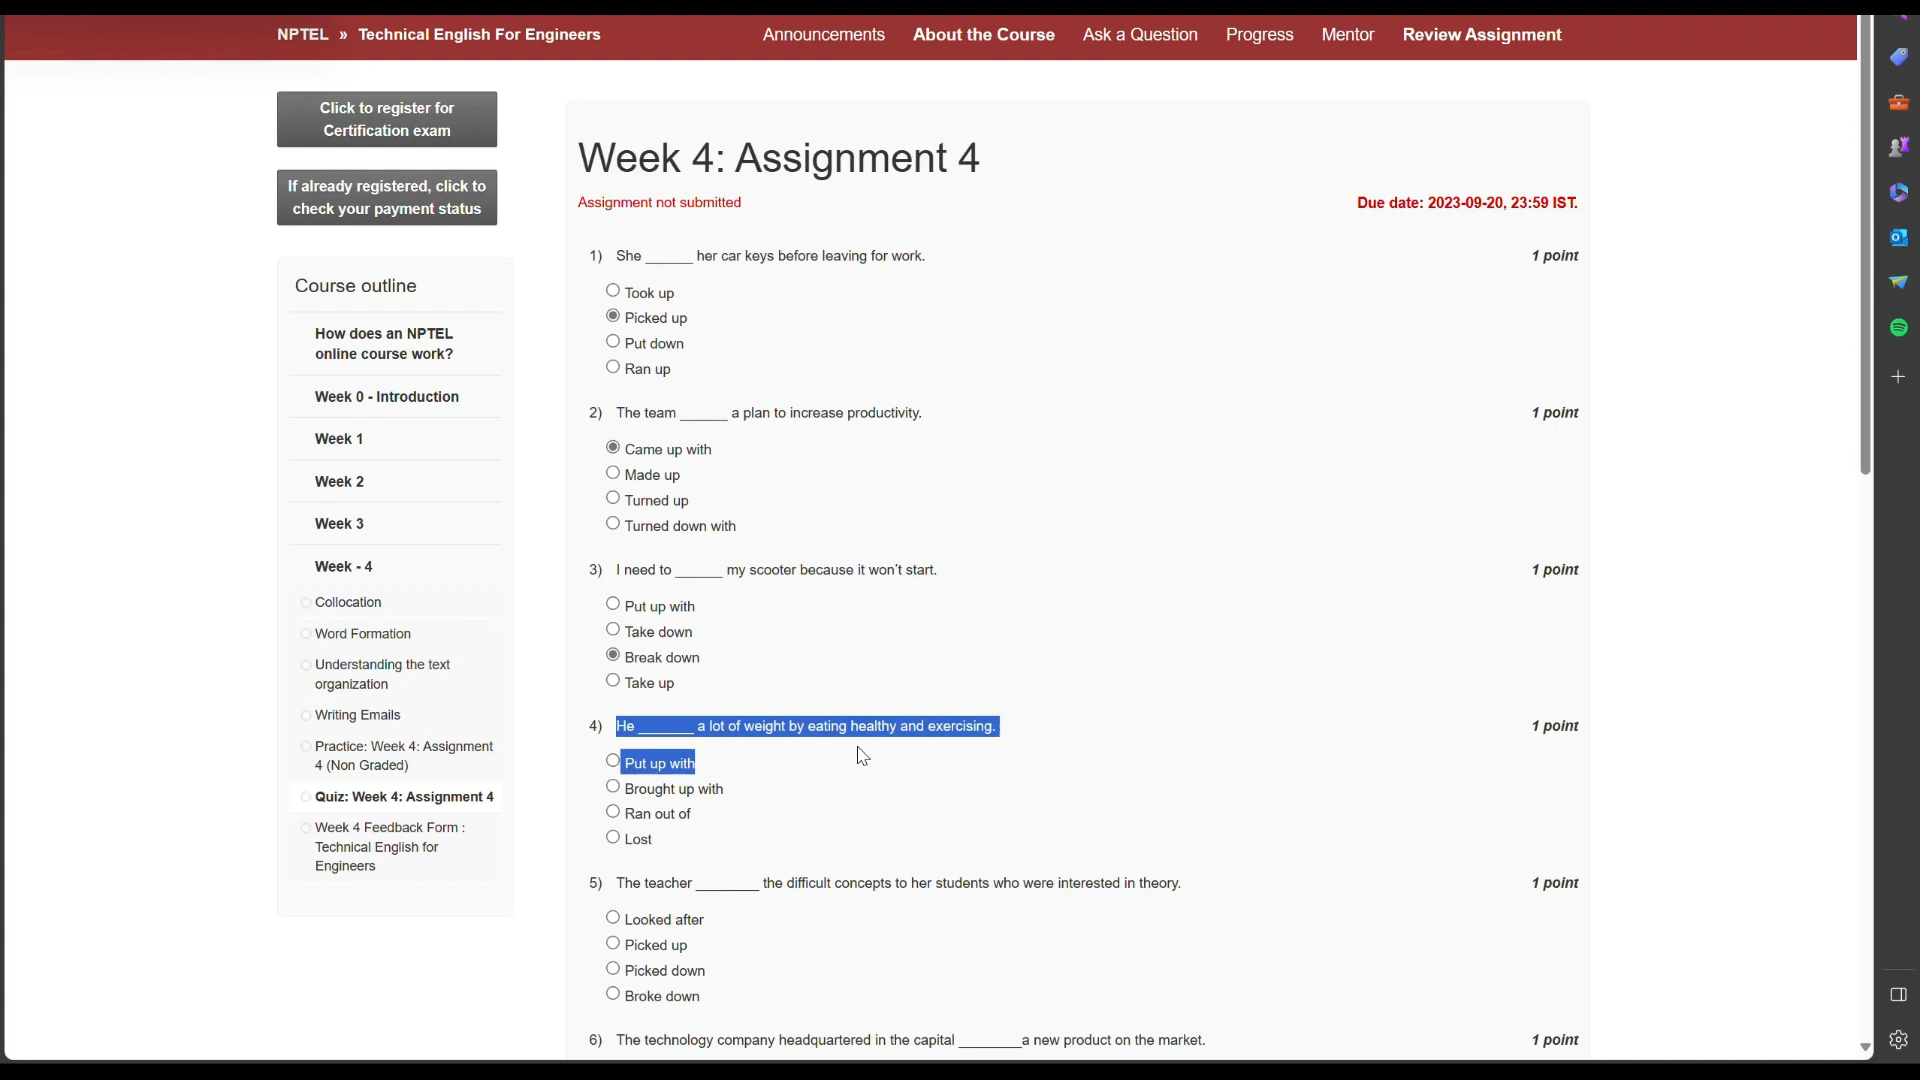 NPTEL » Technical English For Engineers
Announcements About the Course Ask a Question Progress Mentor Review Assignment
Click to register for
Certification exam
If already registered, click to
check your payment status
Course outline
How does an NPTEL
online course work?
Week 0 - Introduction
Week 1
Week 2
Week 3
Week - 4
Collocation
Word Formation
Understanding the text
organization
Writing Emails
Practice: Week 4: Assignment
4 (Non Graded)
Quiz: Week 4: Assignment 4
Week 4 Feedback Form :
Technical English for
Engineers
Week 4: Assignment 4
Assignment not submitted Due date: 2023-09-20, 23:59 IST.
1) She ______ her car keys before leaving for work. 1 point
Took up
Picked up
Put down
Ran up
2) The team ______ a plan to increase productivity. 1 point
Came up with
Made up
Turned up
Turned down with
3) I need to ______ my scooter because it won't start. 1 point
Put up with
Take down
Break down
Take up
4) He _______ a lot of weight by eating healthy and exercising. 1 point
Put up with
Brought up with
Ran out of
Lost
5) The teacher ________ the difficult concepts to her students who were interested in theory. 1 point
Looked after
Picked up
Picked down
Broke down
6) The technology company headquartered in the capital ________a new product on the market. 1 point